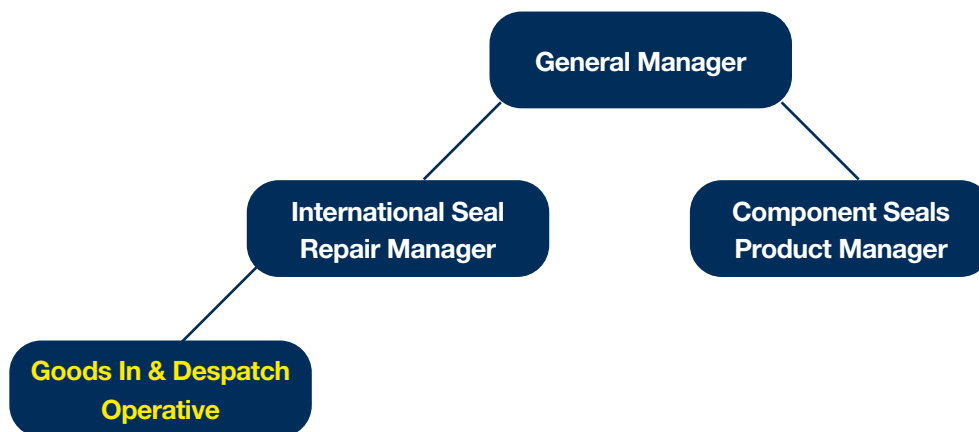 General Manager
International Seal
Repair Manager
Component Seals
Product Manager
Goods In & Despatch
Operative